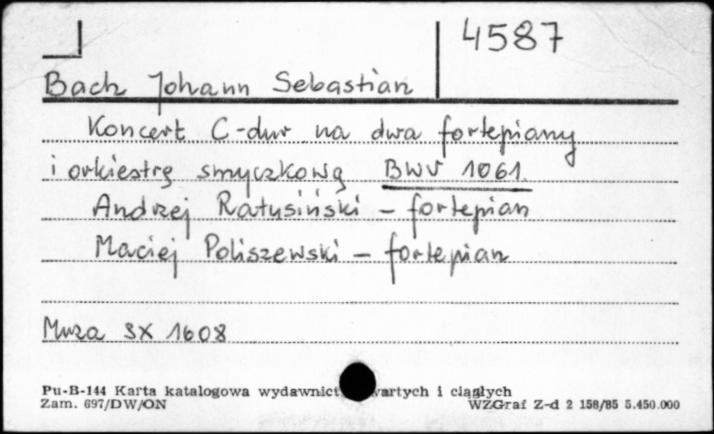 4587
Bach Johann Sebastian
Koncert C-dur na dwa fortepiany
i orkiestrę smyczkową BWV 1061.
Andrzej Ratusiński – fortepian
Maciej Poliszewski – fortepian
Muza SX 1608
Pu-B-144 Karta katalogowa wydawnict wartych i ciągłych
Zam. 697/DW/ON WZGraf Z-d 2 158/85 5.450.000